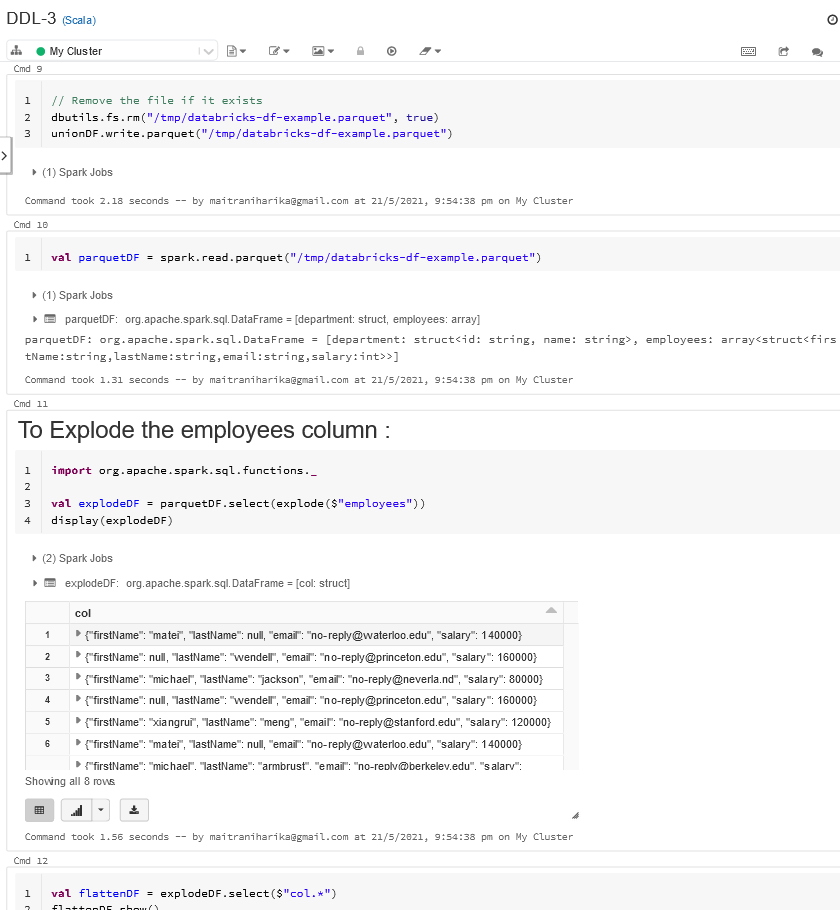 DDL-3 (Scala)
My Cluster
Cmd 9
1 // Remove the file if it exists
2 dbutils.fs.rm("/tmp/databricks-df-example.parquet", true)
3 unionDF.write.parquet("/tmp/databricks-df-example.parquet")
(1) Spark Jobs
Command took 2.18 seconds -- by maitraniharika@gmail.com at 21/5/2021, 9:54:38 pm on My Cluster
Cmd 10
1 val parquetDF = spark.read.parquet("/tmp/databricks-df-example.parquet")
(1) Spark Jobs
parquetDF: org.apache.spark.sql.DataFrame = [department: struct, employees: array]
parquetDF: org.apache.spark.sql.DataFrame = [department: struct<id: string, name: string>, employees: array<struct<firs
tName:string,lastName:string,email:string,salary:int>>]
Command took 1.31 seconds -- by maitraniharika@gmail.com at 21/5/2021, 9:54:38 pm on My Cluster
Cmd 11
To Explode the employees column :
1 import org.apache.spark.sql.functions._
2
3 val explodeDF = parquetDF.select(explode($"employees"))
4 display(explodeDF)
(2) Spark Jobs
explodeDF: org.apache.spark.sql.DataFrame = [col: struct]
col
1 {"firstName": "matei", "lastName": null, "email": "no-reply@waterloo.edu", "salary": 140000}
2 {"firstName": null, "lastName": "wendell", "email": "no-reply@princeton.edu", "salary": 160000}
3 {"firstName": "michael", "lastName": "jackson", "email": "no-reply@neverla.nd", "salary": 80000}
4 {"firstName": null, "lastName": "wendell", "email": "no-reply@princeton.edu", "salary": 160000}
5 {"firstName": "xiangrui", "lastName": "meng", "email": "no-reply@stanford.edu", "salary": 120000}
6 {"firstName": "matei", "lastName": null, "email": "no-reply@waterloo.edu", "salary": 140000}
{"firstName": "michael", "lastName": "armbrust", "email": "no-reply@berkeley.edu", "salary":
Showing all 8 rows.
Command took 1.56 seconds -- by maitraniharika@gmail.com at 21/5/2021, 9:54:38 pm on My Cluster
Cmd 12
1 val flattenDF = explodeDF.select($"col.*")
2 flattenDF.show()